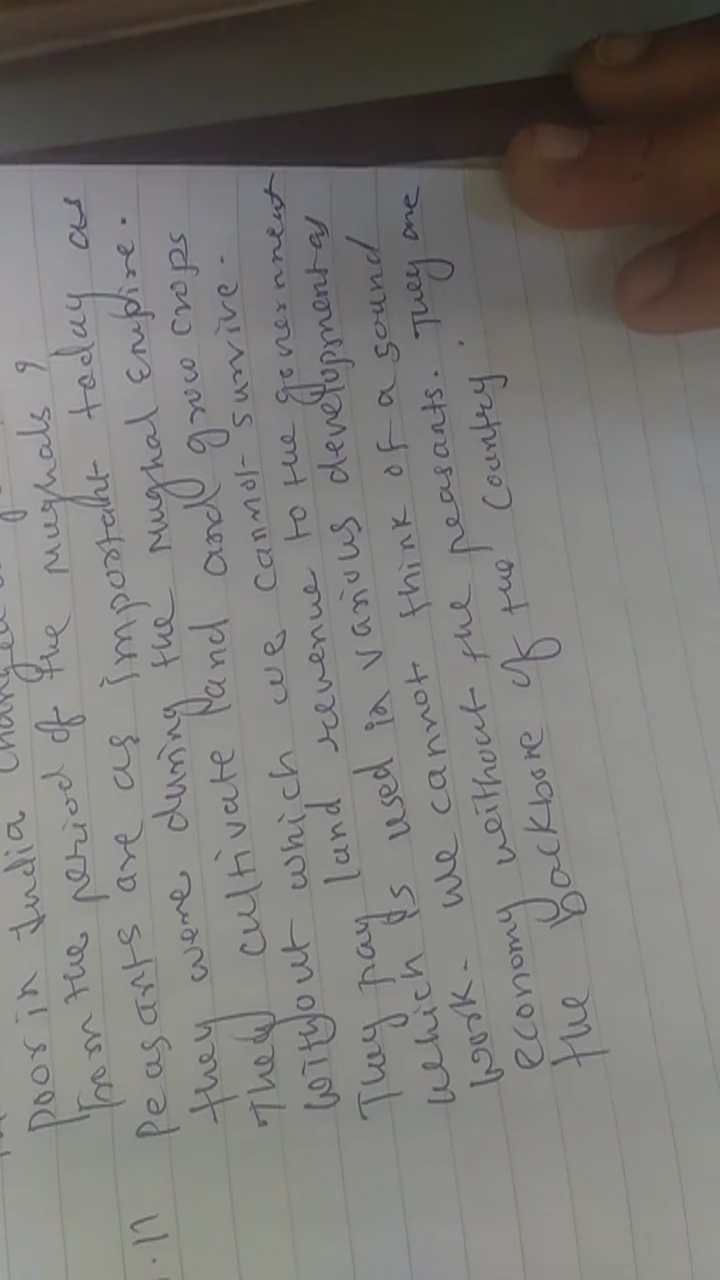 Poor in India change
from the period of the Mughals ?
.11 Peasants are as important today as
they were during the Mughal Empire.
They cultivate land and grow crops
without which we cannot survive.
They pay land revenue to the government
which is used in various developmental
work. We cannot think of a sound
economy without the peasants. They are
the backbone of the country.